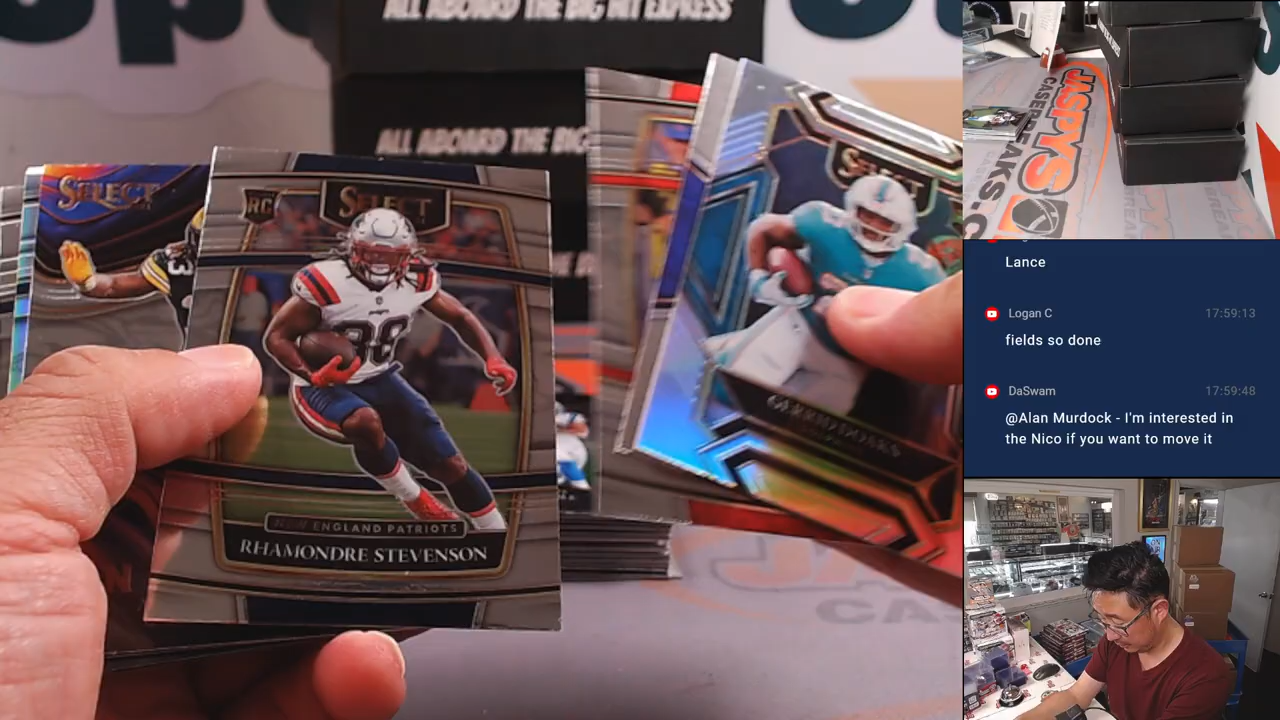 ALL ABOARD THE BIG HIT EXPRESS
ALL ABOARD THE BIG
SELECT
RC
SELECT
38
NEW ENGLAND PATRIOTS
RHAMONDRE STEVENSON
SELECT
JASPYS
CASEBREAKS.C
Lance
Logan C 17:59:13
fields so done
DaSwam 17:59:48
@Alan Murdock - I'm interested in
the Nico if you want to move it